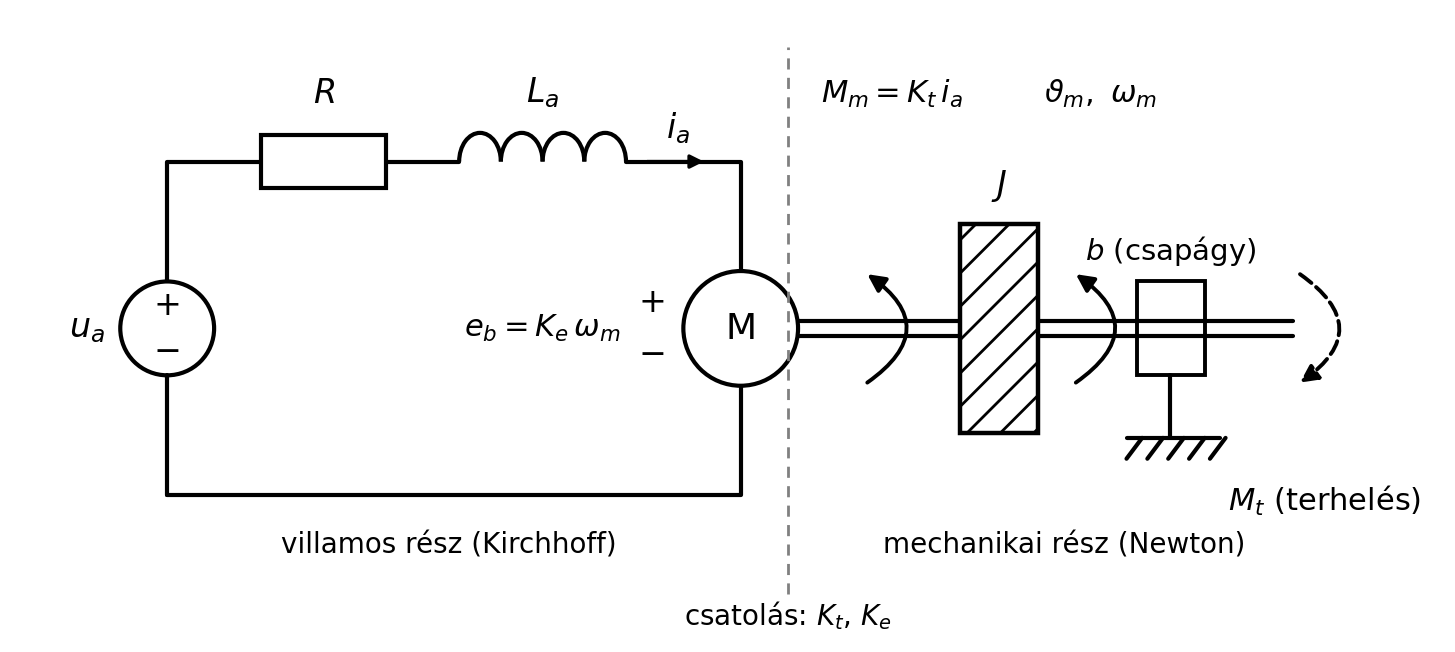 R
L_a
i_a
M_m = K_t i_a
ϑ_m, ω_m
J
b (csapágy)
u_a
+
−
e_b = K_e ω_m
+
−
M
M_t (terhelés)
villamos rész (Kirchhoff)
mechanikai rész (Newton)
csatolás: K_t, K_e